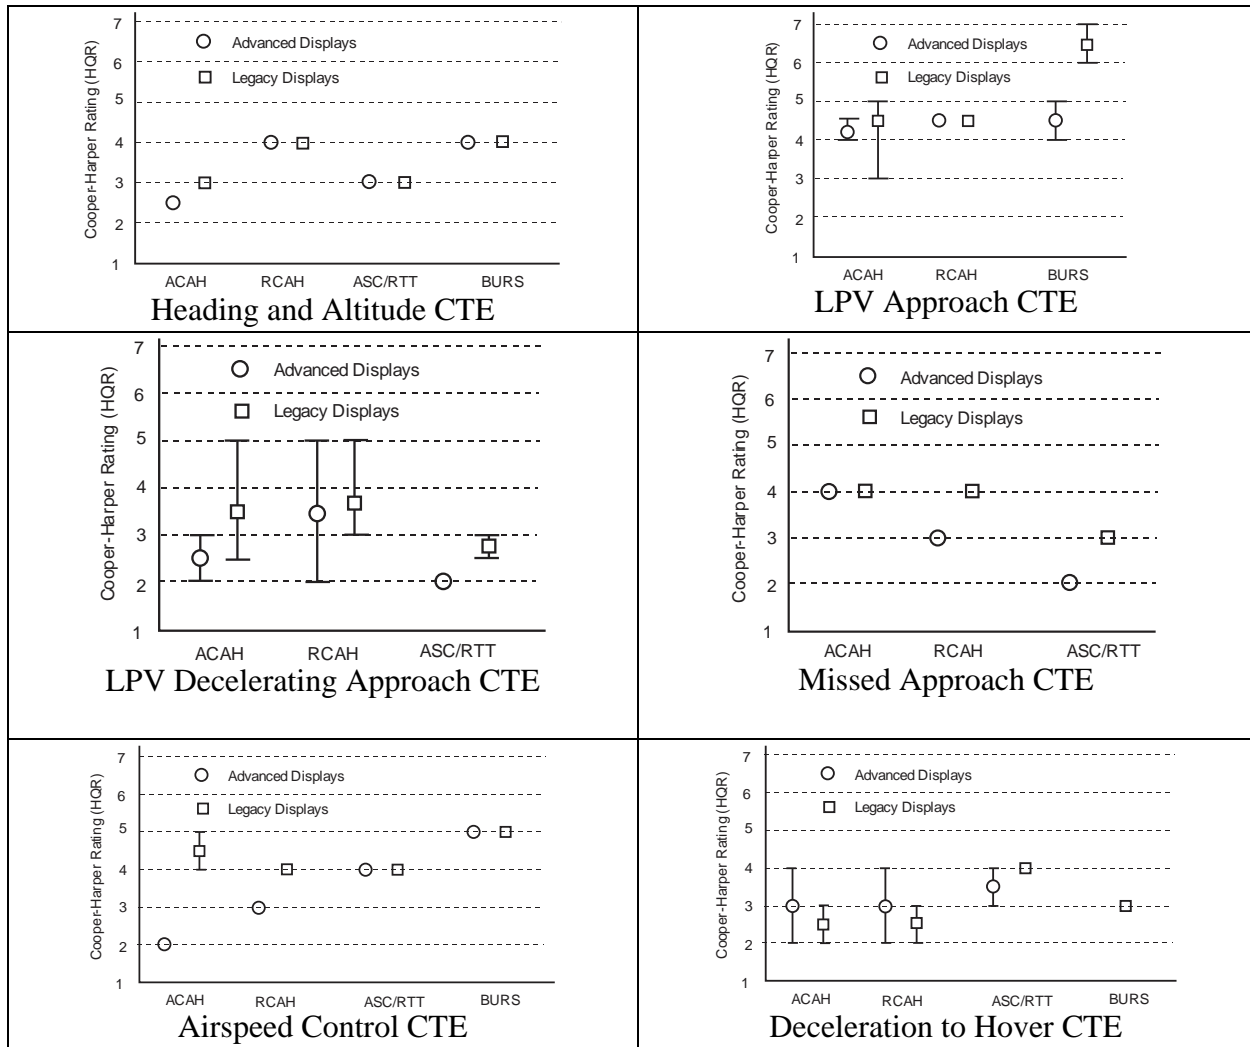 7
6
5
4
3
2
1
Cooper-Harper Rating (HQR)
Advanced Displays
Legacy Displays
ACAH RCAH ASC/RTT BURS
Heading and Altitude CTE
7
6
5
4
3
2
1
Cooper-Harper Rating (HQR)
Advanced Displays
Legacy Displays
ACAH RCAH BURS
LPV Approach CTE
7
6
5
4
3
2
1
Cooper-Harper Rating (HQR)
Advanced Displays
Legacy Displays
ACAH RCAH ASC/RTT
LPV Decelerating Approach CTE
7
6
5
4
3
2
1
Cooper-Harper Rating (HQR)
Advanced Displays
Legacy Displays
ACAH RCAH ASC/RTT
Missed Approach CTE
7
6
5
4
3
2
1
Cooper-Harper Rating (HQR)
Advanced Displays
Legacy Displays
ACAH RCAH ASC/RTT BURS
Airspeed Control CTE
7
6
5
4
3
2
1
Cooper-Harper Rating (HQR)
Advanced Displays
Legacy Displays
ACAH RCAH ASC/RTT BURS
Deceleration to Hover CTE